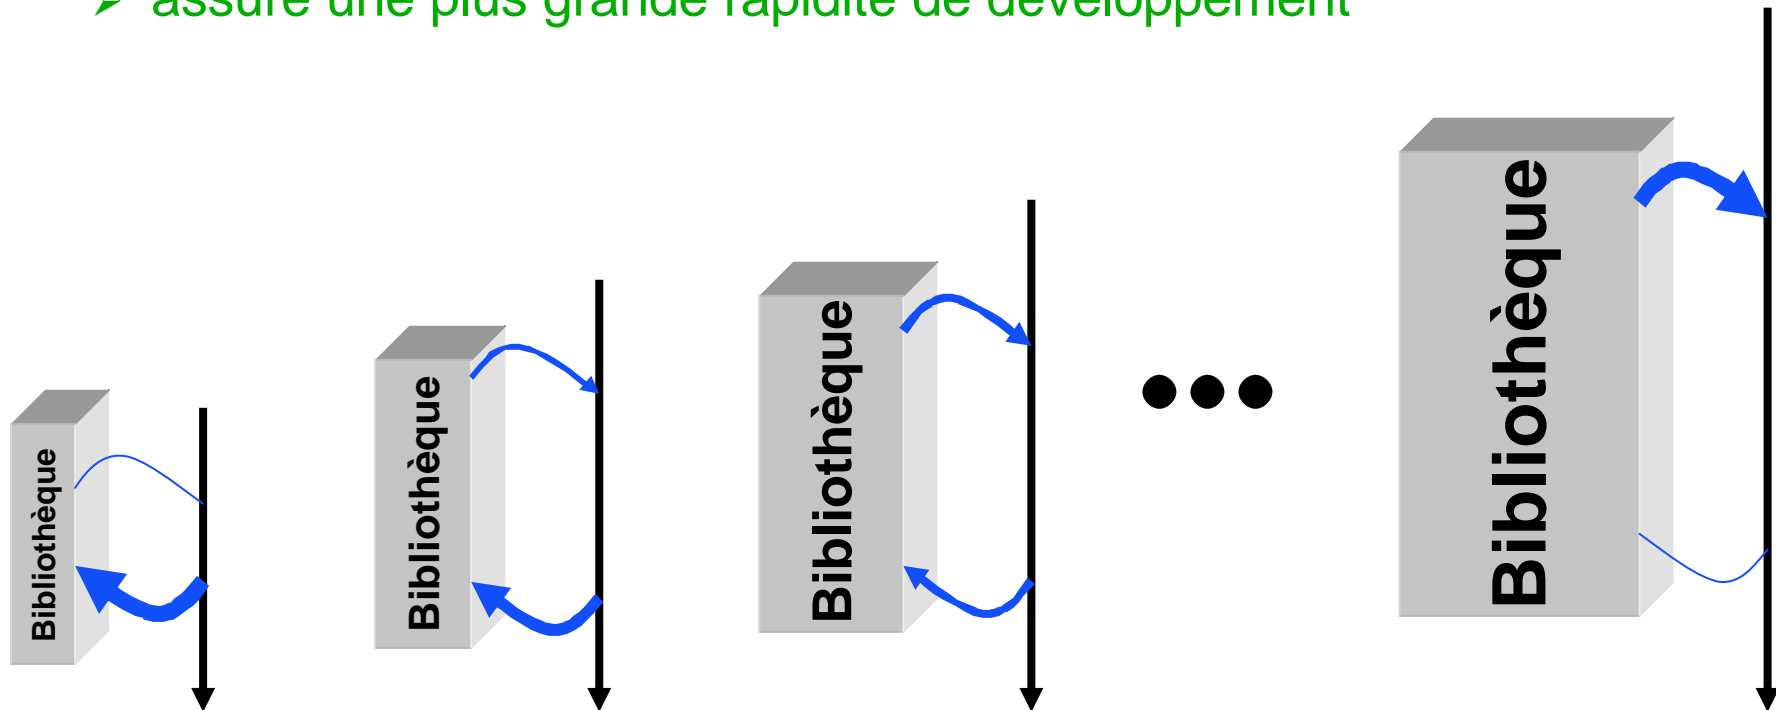 ➢ assure une plus grande rapidité de développement
Bibliothèque
Bibliothèque
Bibliothèque
Bibliothèque